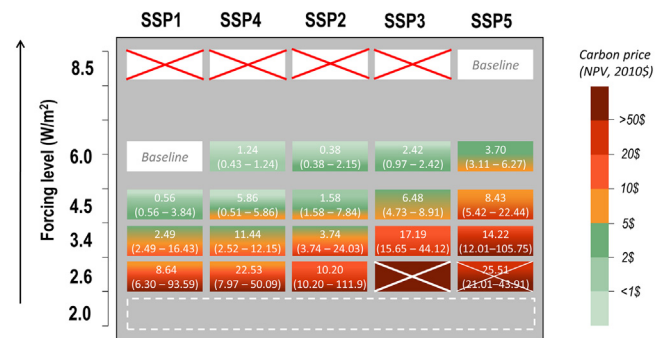 SSP1 SSP4 SSP2 SSP3 SSP5
Forcing level (W/m²)
8.5 Baseline
6.0 Baseline 1.24 0.38 2.42 3.70
(0.43 – 1.24) (0.38 – 2.15) (0.97 – 2.42) (3.11 – 6.27)
4.5 0.56 5.86 1.58 6.48 8.43
(0.56 – 3.84) (0.51 – 5.86) (1.58 – 7.84) (4.73 – 8.91) (5.42 – 22.44)
3.4 2.49 11.44 3.74 17.19 14.22
(2.49 – 16.43) (2.52 – 12.15) (3.74 – 24.03) (15.65 – 44.12) (12.01–105.75)
2.6 8.64 22.53 10.20 25.51
(6.30 – 93.59) (7.97 – 50.09) (10.20 – 111.9) (21.01–43.91)
2.0
Carbon price
(NPV, 2010$)
>50$
20$
10$
5$
2$
<1$